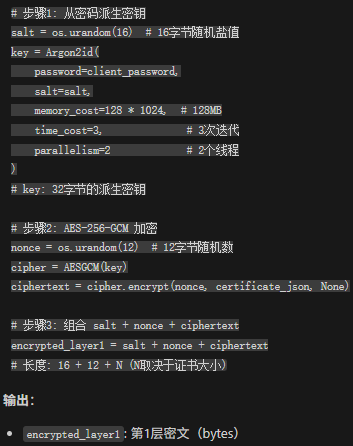 # 步骤1: 从密码派生密钥
salt = os.urandom(16)  # 16字节随机盐值
key = Argon2id(
    password=client_password,
    salt=salt,
    memory_cost=128 * 1024,  # 128MB
    time_cost=3,             # 3次迭代
    parallelism=2            # 2个线程
)
# key: 32字节的派生密钥

# 步骤2: AES-256-GCM 加密
nonce = os.urandom(12)  # 12字节随机数
cipher = AESGCM(key)
ciphertext = cipher.encrypt(nonce, certificate_json, None)

# 步骤3: 组合 salt + nonce + ciphertext
encrypted_layer1 = salt + nonce + ciphertext
# 长度: 16 + 12 + N (N取决于证书大小)
输出：
• encrypted_layer1: 第1层密文（bytes）